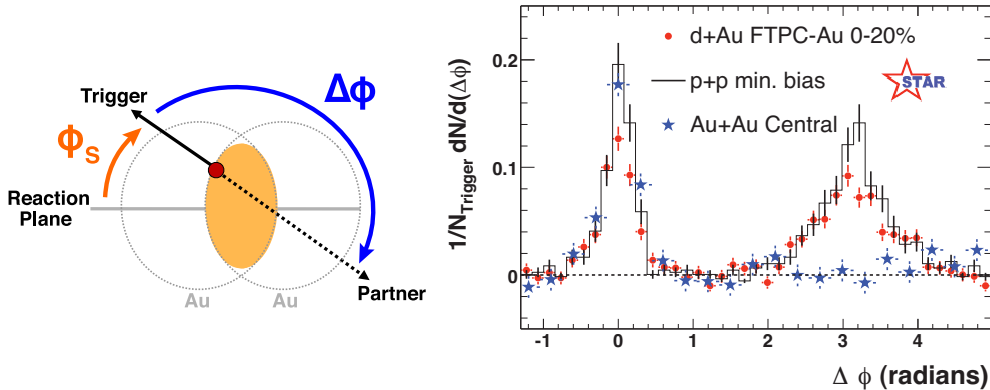 Trigger
Δϕ
ϕS
Reaction
Plane
Au
Au
Partner
1/NTrigger dN/d(Δϕ)
d+Au FTPC-Au 0-20%
p+p min. bias
Au+Au Central
STAR
0.2
0.1
0
-1
0
1
2
3
4
Δ ϕ (radians)